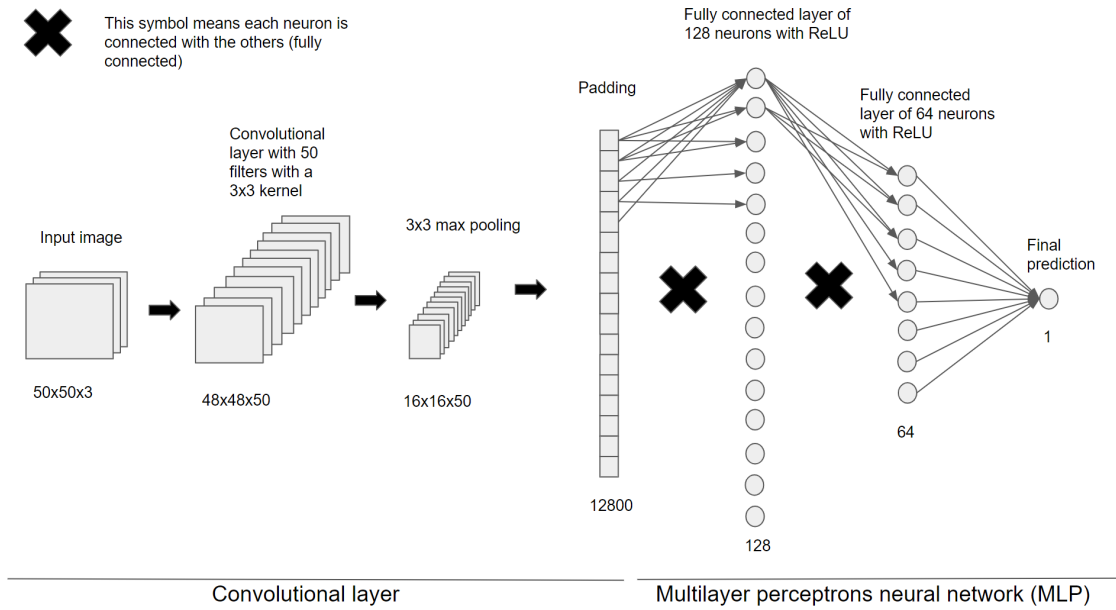 This symbol means each neuron is
connected with the others (fully
connected)
Fully connected layer of
128 neurons with ReLU
Padding
Fully connected
layer of 64 neurons
with ReLU
Convolutional
layer with 50
filters with a
3x3 kernel
Input image
3x3 max pooling
Final
prediction
50x50x3
48x48x50
16x16x50
12800
128
64
1
Convolutional layer
Multilayer perceptrons neural network (MLP)